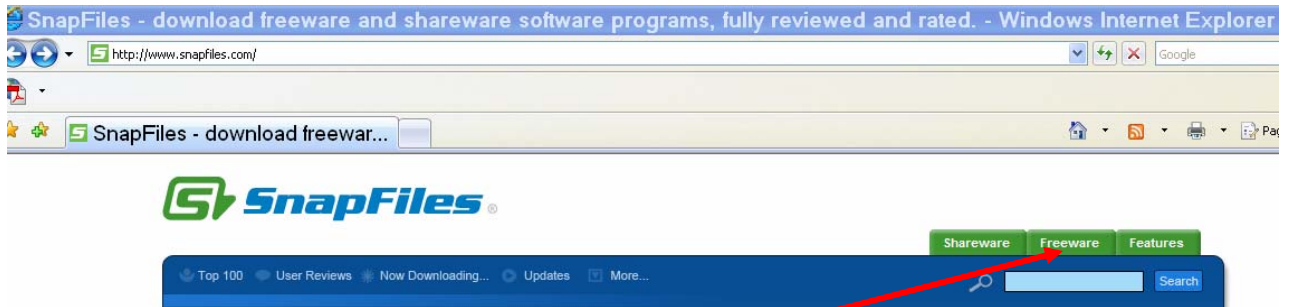 SnapFiles - download freeware and shareware software programs, fully reviewed and rated. - Windows Internet Explorer
http://www.snapfiles.com/
Google
SnapFiles - download freewar...
SnapFiles ®
Shareware Freeware Features
Top 100 User Reviews Now Downloading... Updates More...
Search